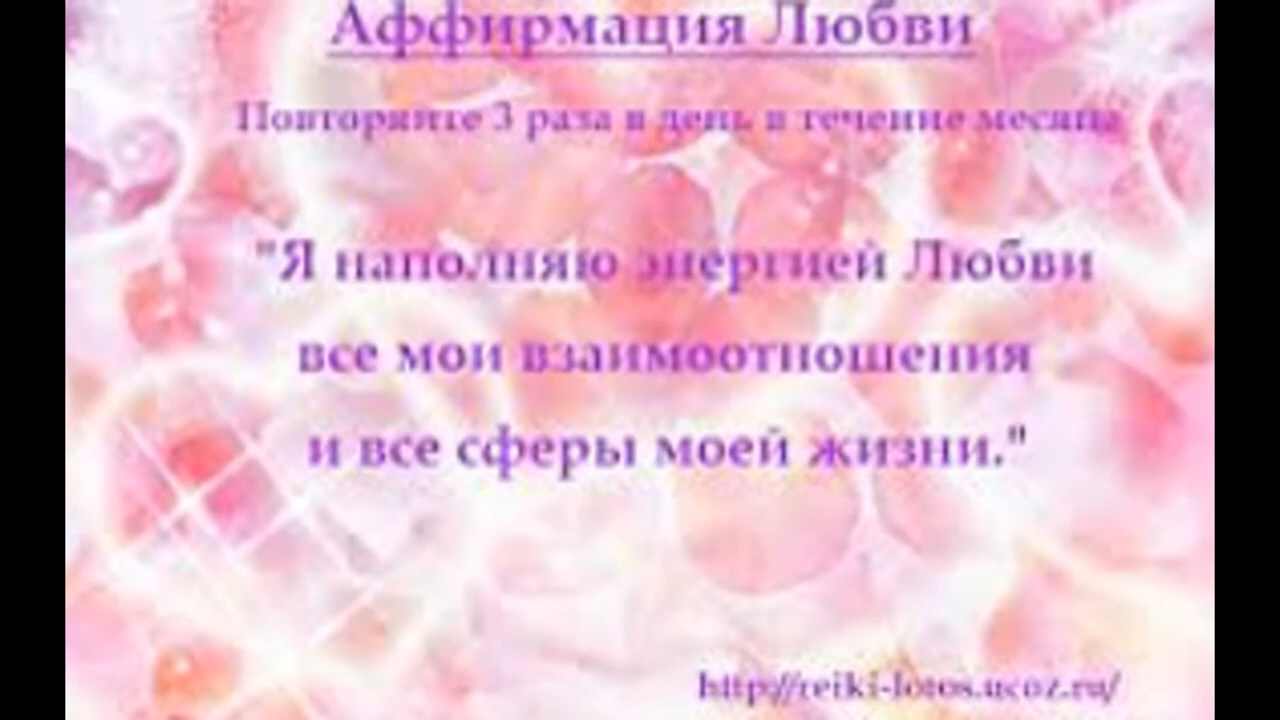 Аффирмация Любви
Повторяйте 3 раза в день в течение месяца
"Я наполняю энергией Любви
все мои взаимоотношения
и все сферы моей жизни."
http://reiki-lotos.ucoz.ru/